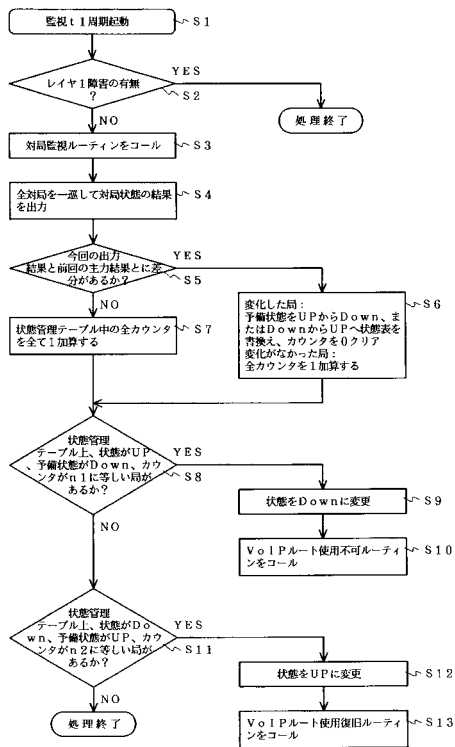 監視t1周期起動
S1
レイヤ1障害の有無
?
YES
S2
処理終了
NO
対局監視ルーティンをコール
S3
全対局を一巡して対局状態の結果
を出力
S4
今回の出力
結果と前回の主力結果とに差
分があるか?
YES
S5
変化した局:
予備状態をUPからDown、ま
たはDownからUPへ状態表を
書換え、カウンタを0クリア
変化がなかった局:
全カウンタを1加算する
S6
NO
状態管理テーブル中の全カウンタ
を全て1加算する
S7
状態管理
テーブル上、状態がUP
、予備状態がDown、カウ
ンタがn1に等しい局が
あるか?
YES
S8
状態をDownに変更
S9
VoIPルート使用不可ルーティ
ンをコール
S10
NO
状態管理
テーブル上、状態がDo
wn、予備状態がUP、カウ
ンタがn2に等しい局が
あるか?
YES
S11
状態をUPに変更
S12
VoIPルート使用復旧ルーティ
ンをコール
S13
NO
処理終了